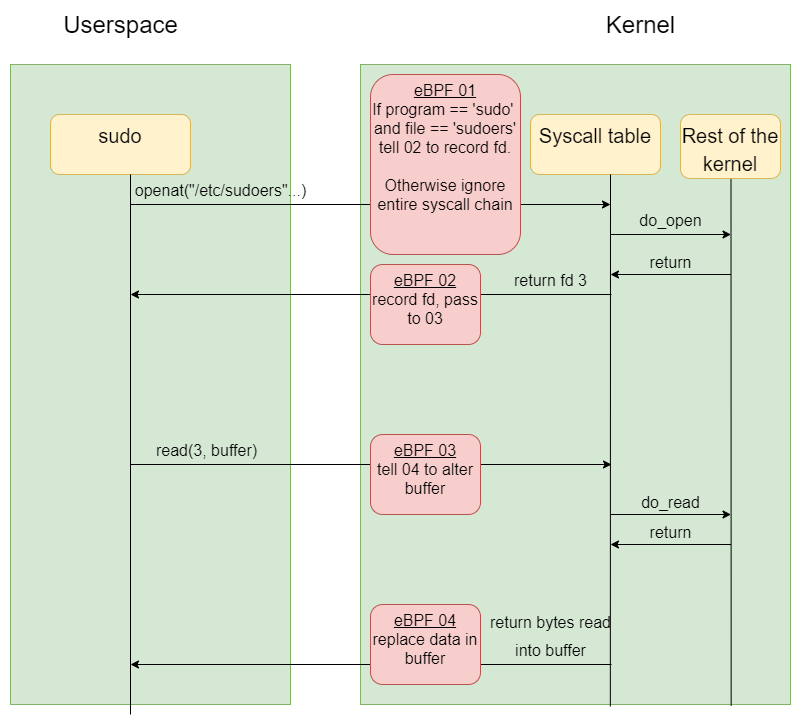 Userspace
Kernel
eBPF 01
If program == 'sudo'
and file == 'sudoers'
tell 02 to record fd.
Otherwise ignore
entire syscall chain
sudo
Syscall table
Rest of the
kernel
openat("/etc/sudoers"...)
do_open
return
eBPF 02
record fd, pass
to 03
return fd 3
read(3, buffer)
eBPF 03
tell 04 to alter
buffer
do_read
return
eBPF 04
replace data in
buffer
return bytes read
into buffer